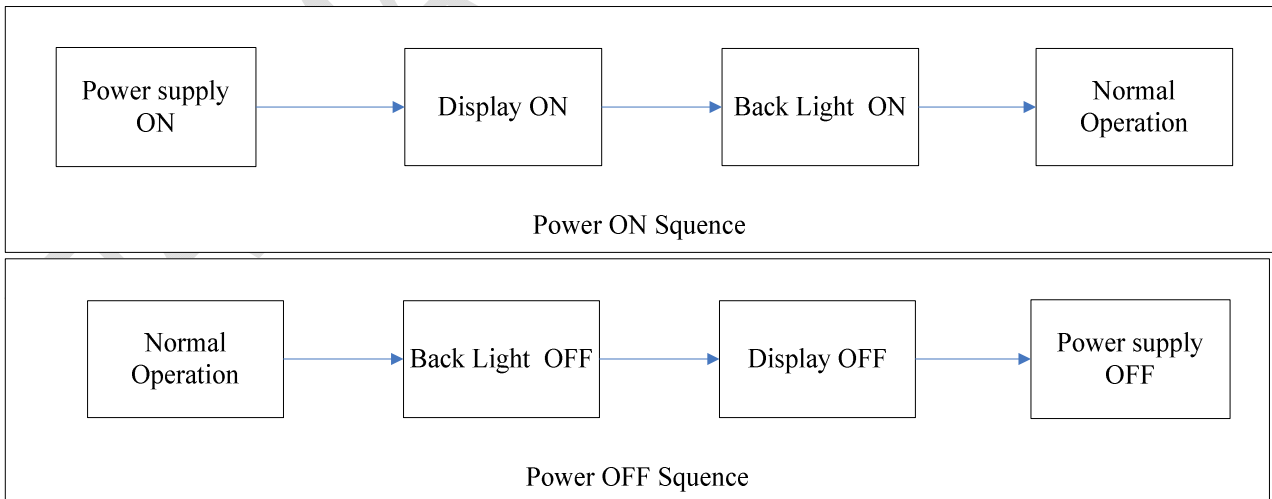 Power supply
ON
Display ON
Back Light ON
Normal
Operation
Power ON Squence
Normal
Operation
Back Light OFF
Display OFF
Power supply
OFF
Power OFF Squence